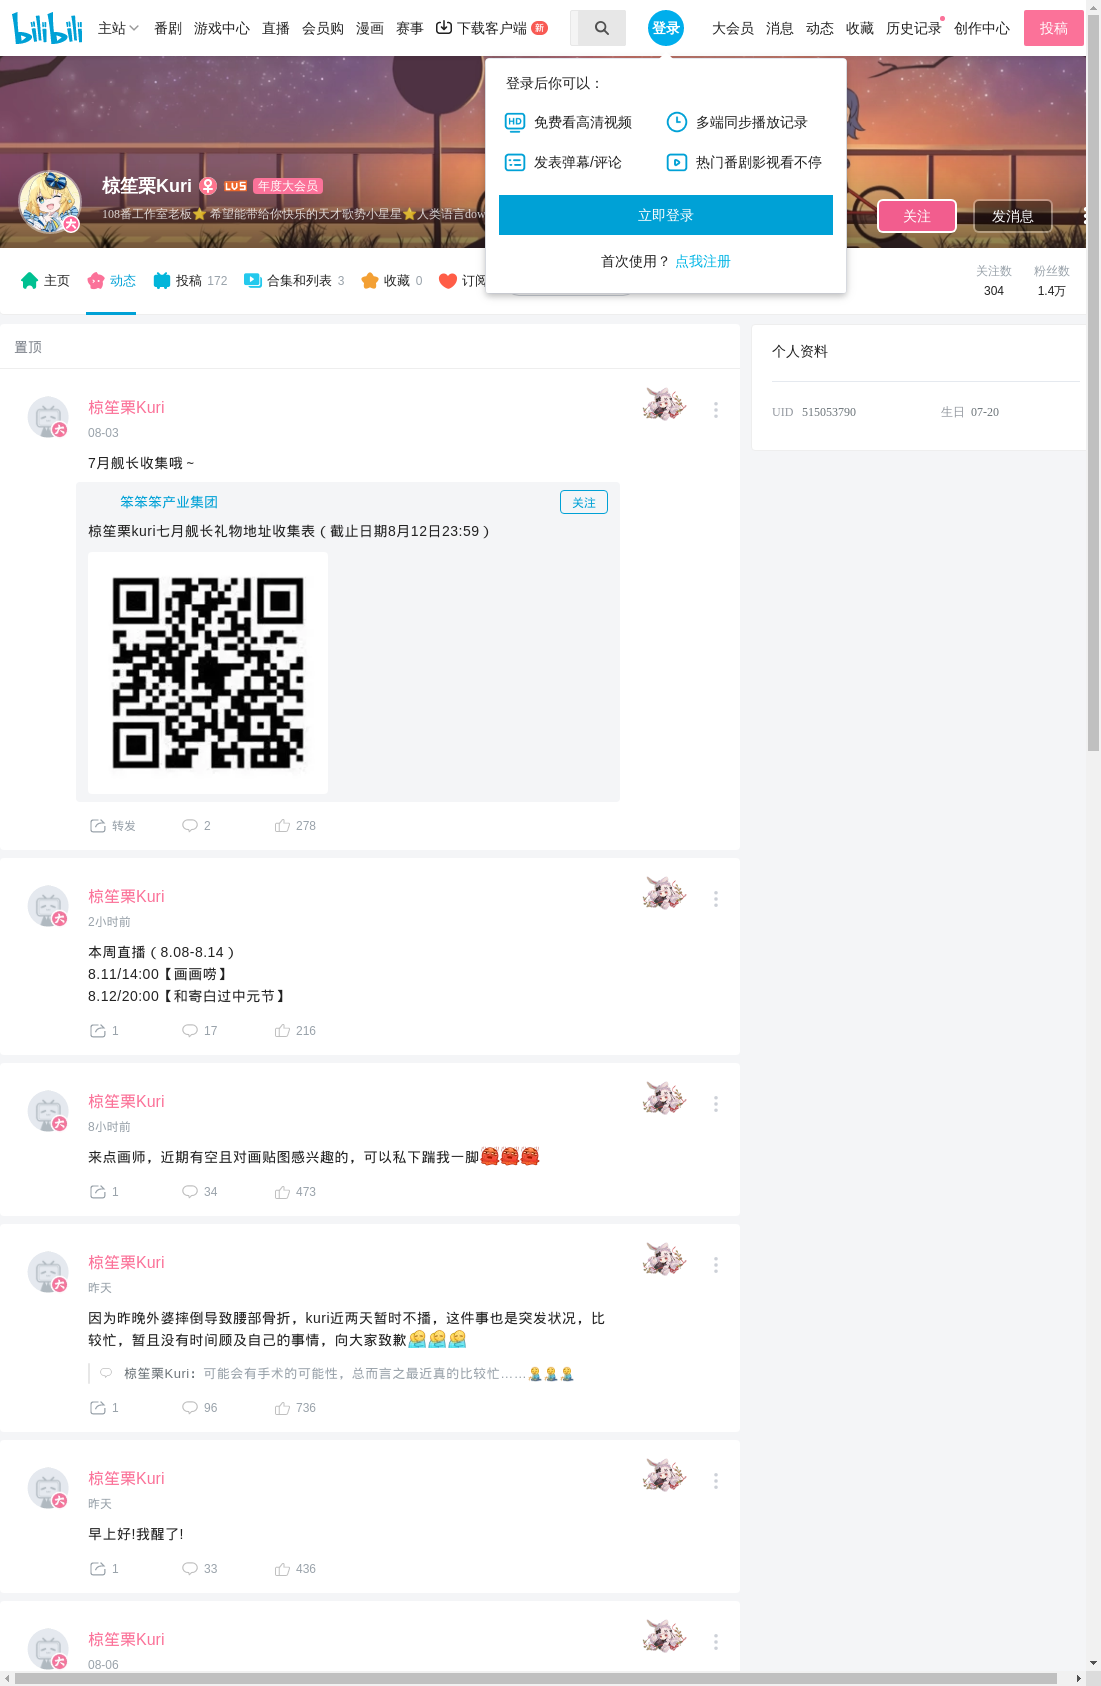 bilibili 主站 番剧 游戏中心 直播 会员购 漫画 赛事 下载客户端 新 登录 大会员 消息 动态 收藏 历史记录 创作中心 投稿
登录后你可以：
免费看高清视频 多端同步播放记录
发表弹幕/评论 热门番剧影视看不停
立即登录
首次使用？ 点我注册
椋笙栗Kuri LV5 年度大会员
108番工作室老板⭐ 希望能带给你快乐的天才歌势小星星⭐人类语言dow
大
关注 发消息
主页 动态 投稿 172 合集和列表 3 收藏 0 订阅
关注数 粉丝数
304 1.4万
置顶
椋笙栗Kuri
大
08-03
7月舰长收集哦～
笨笨笨产业集团 关注
椋笙栗kuri七月舰长礼物地址收集表（截止日期8月12日23:59）
转发 2 278
椋笙栗Kuri
大
2小时前
本周直播（8.08-8.14）
8.11/14:00【画画唠】
8.12/20:00【和寄白过中元节】
1 17 216
椋笙栗Kuri
大
8小时前
来点画师，近期有空且对画贴图感兴趣的，可以私下踹我一脚
1 34 473
椋笙栗Kuri
大
昨天
因为昨晚外婆摔倒导致腰部骨折，kuri近两天暂时不播，这件事也是突发状况，比
较忙，暂且没有时间顾及自己的事情，向大家致歉
椋笙栗Kuri：可能会有手术的可能性，总而言之最近真的比较忙……
1 96 736
椋笙栗Kuri
大
昨天
早上好!我醒了!
1 33 436
椋笙栗Kuri
大
08-06
个人资料
UID 515053790 生日 07-20